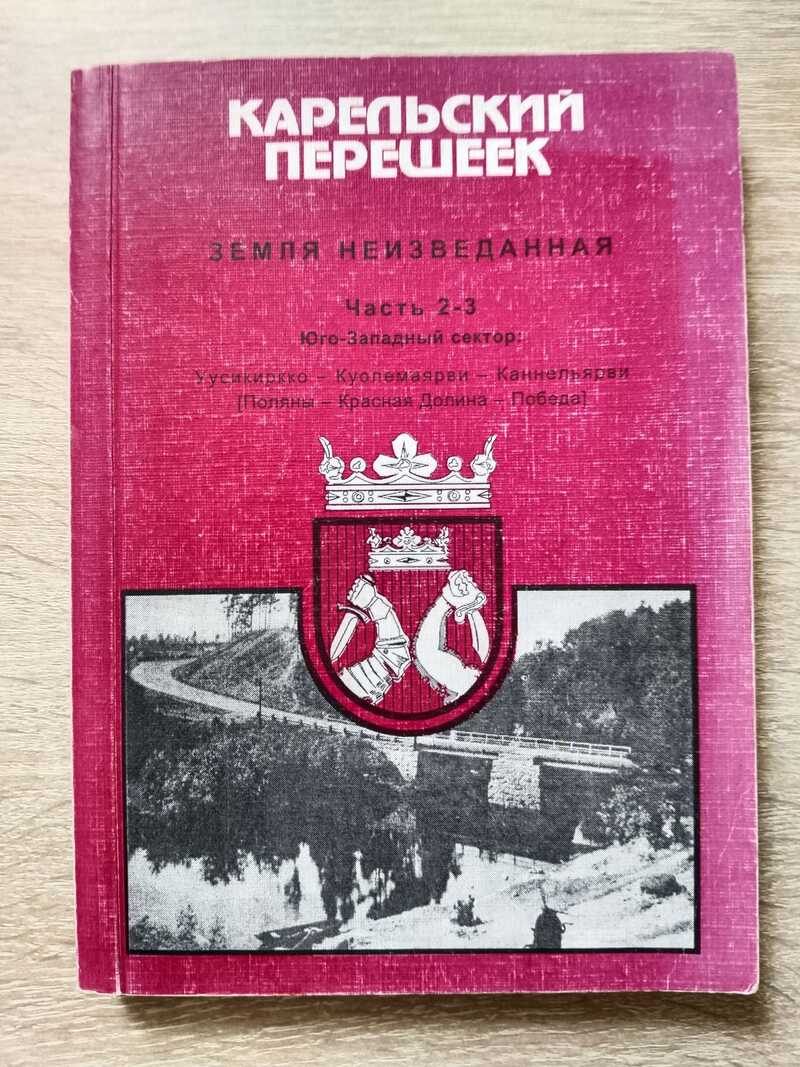 КАРЕЛЬСКИЙ
ПЕРЕШЕЕК
ЗЕМЛЯ НЕИЗВЕДАННАЯ
Часть 2-3
Юго-Западный сектор:
Уусикиркко – Куолемаярви – Каннельярви
[Поляны – Красная Долина – Победа]